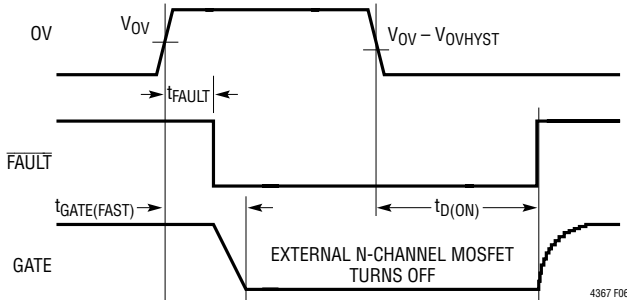 OV
V_OV
V_OV – V_OVHYST
t_FAULT
FAULT
t_GATE(FAST)
t_D(ON)
GATE
EXTERNAL N-CHANNEL MOSFET
TURNS OFF
4367 F06